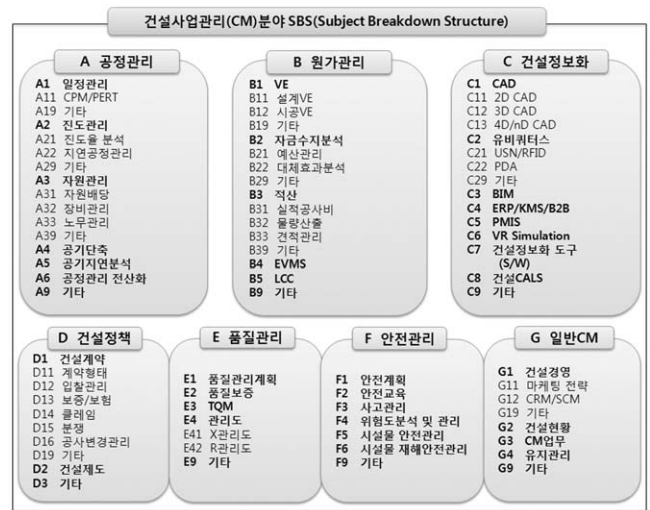 건설사업관리(CM)분야 SBS(Subject Breakdown Structure)
A 공정관리
A1 일정관리
A11 CPM/PERT
A19 기타
A2 진도관리
A21 진도율 분석
A22 지연공정관리
A29 기타
A3 자원관리
A31 자원배당
A32 장비관리
A33 노무관리
A39 기타
A4 공기단축
A5 공기지연분석
A6 공정관리 전산화
A9 기타
B 원가관리
B1 VE
B11 설계VE
B12 시공VE
B19 기타
B2 자금수지분석
B21 예산관리
B22 대체효과분석
B29 기타
B3 적산
B31 실적공사비
B32 물량산출
B33 견적관리
B39 기타
B4 EVMS
B5 LCC
B9 기타
C 건설정보화
C1 CAD
C11 2D CAD
C12 3D CAD
C13 4D/nD CAD
C2 유비쿼터스
C21 USN/RFID
C22 PDA
C29 기타
C3 BIM
C4 ERP/KMS/B2B
C5 PMIS
C6 VR Simulation
C7 건설정보화 도구
(S/W)
C8 건설CALS
C9 기타
D 건설정책
D1 건설계약
D11 계약형태
D12 입찰관리
D13 보증/보험
D14 클레임
D15 분쟁
D16 공사변경관리
D19 기타
D2 건설제도
D3 기타
E 품질관리
E1 품질관리계획
E2 품질보증
E3 TQM
E4 관리도
E41 X관리도
E42 R관리도
E9 기타
F 안전관리
F1 안전계획
F2 안전교육
F3 사고관리
F4 위험도분석 및 관리
F5 시설물 안전관리
F6 시설물 재해안전관리
F9 기타
G 일반CM
G1 건설경영
G11 마케팅 전략
G12 CRM/SCM
G19 기타
G2 건설현황
G3 CM업무
G4 유지관리
G9 기타